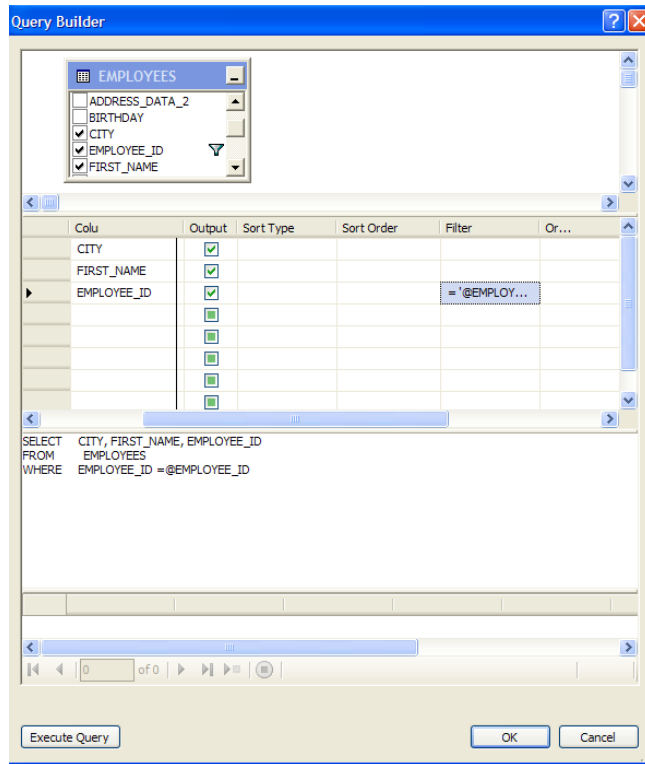 Query Builder
EMPLOYEES
ADDRESS_DATA_2
BIRTHDAY
CITY
EMPLOYEE_ID
FIRST_NAME
Colu Output Sort Type Sort Order Filter Or...
CITY
FIRST_NAME
EMPLOYEE_ID = '@EMPLOY...
SELECT CITY, FIRST_NAME, EMPLOYEE_ID
FROM EMPLOYEES
WHERE EMPLOYEE_ID =@EMPLOYEE_ID
0 of 0
Execute Query OK Cancel